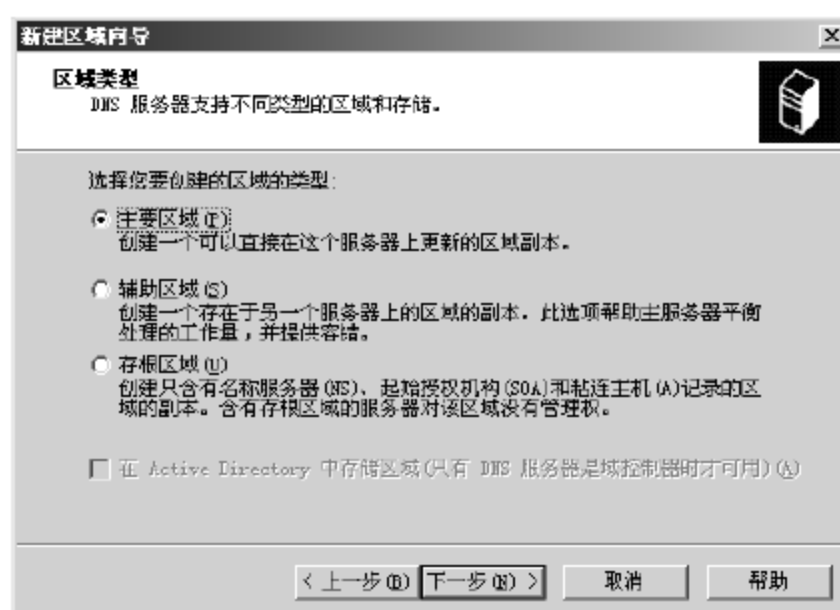 新建区域向导
区域类型
DNS 服务器支持不同类型的区域和存储。
选择您要创建的区域的类型:
主要区域(P)
创建一个可以直接在这个服务器上更新的区域副本。
辅助区域(S)
创建一个存在于另一个服务器上的区域的副本。此选项帮助主服务器平衡
处理的工作量,并提供容错。
存根区域(U)
创建只含有名称服务器(NS)、起始授权机构(SOA)和粘连主机(A)记录的区
域的副本。含有存根区域的服务器对该区域没有管理权。
在 Active Directory 中存储区域(只有 DNS 服务器是域控制器时才可用)(A)
< 上一步(B) 下一步(N) > 取消 帮助